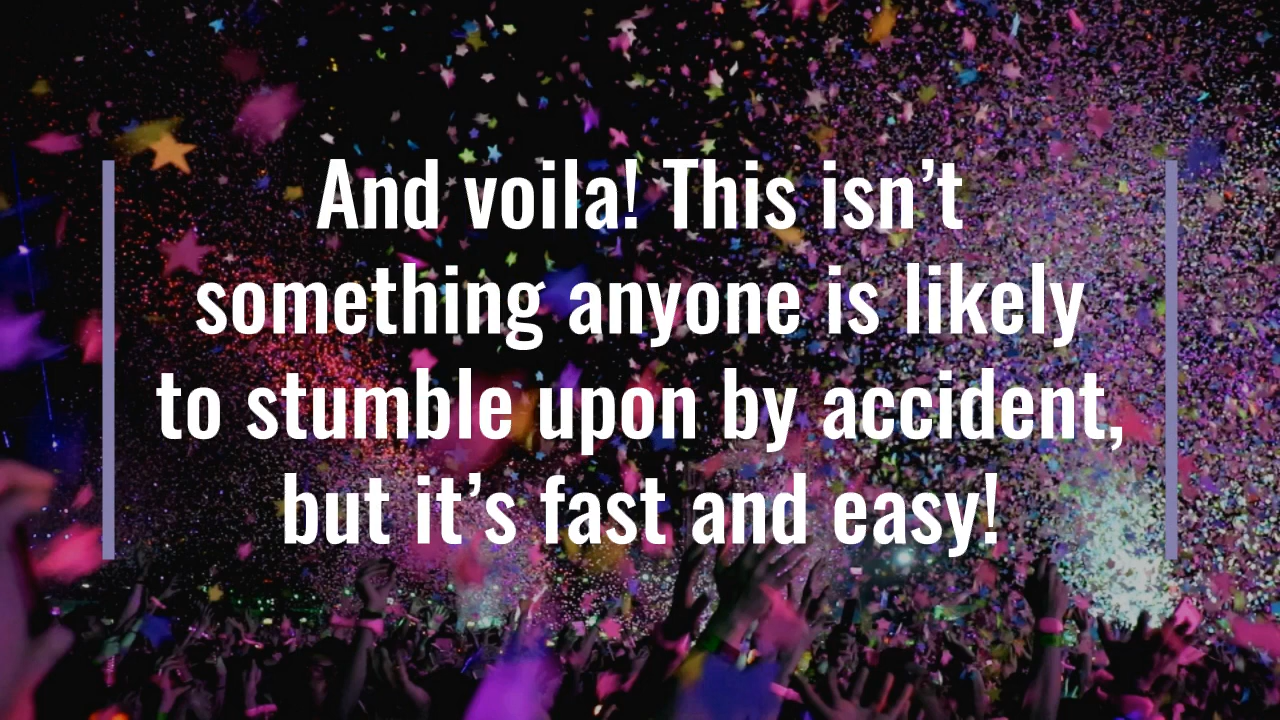 And voila! This isn’t
something anyone is likely
to stumble upon by accident,
but it’s fast and easy!